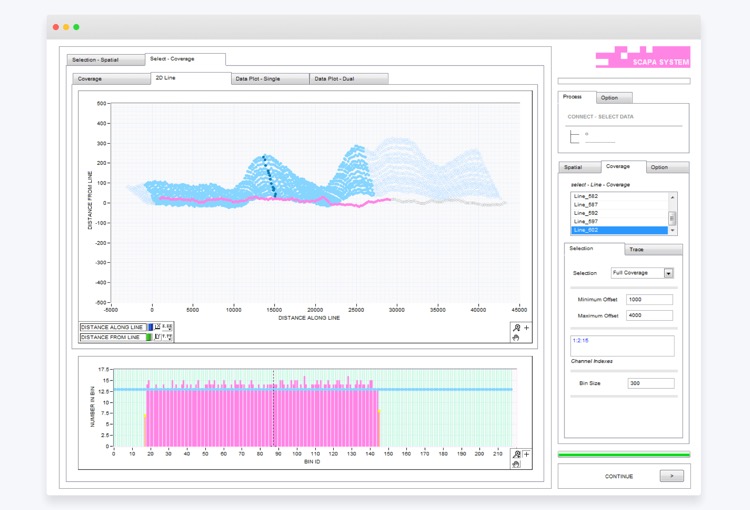 Selection - Spatial
Select - Coverage
Coverage
2D Line
Data Plot - Single
Data Plot - Dual
500
400
300
200
100
0
-100
-200
-300
-400
-500
DISTANCE FROM LINE
-5000 0 5000 10000 15000 20000 25000 30000 35000 40000 45000
DISTANCE ALONG LINE
DISTANCE ALONG LINE
DISTANCE FROM LINE
17.5
15
12.5
10
7.5
5
2.5
0
NUMBER IN BIN
0 10 20 30 40 50 60 70 80 90 100 110 120 130 140 150 160 170 180 190 200 210
BIN ID
SCAPA SYSTEM
Process
Option
CONNECT - SELECT DATA
Spatial
Coverage
Option
select - Line - Coverage
Line_582
Line_587
Line_592
Line_597
Line_602
Selection
Trace
Selection
Full Coverage
Minimum Offset
1000
Maximum Offset
4000
1:2:15
Channel Indexes
Bin Size
300
CONTINUE
>